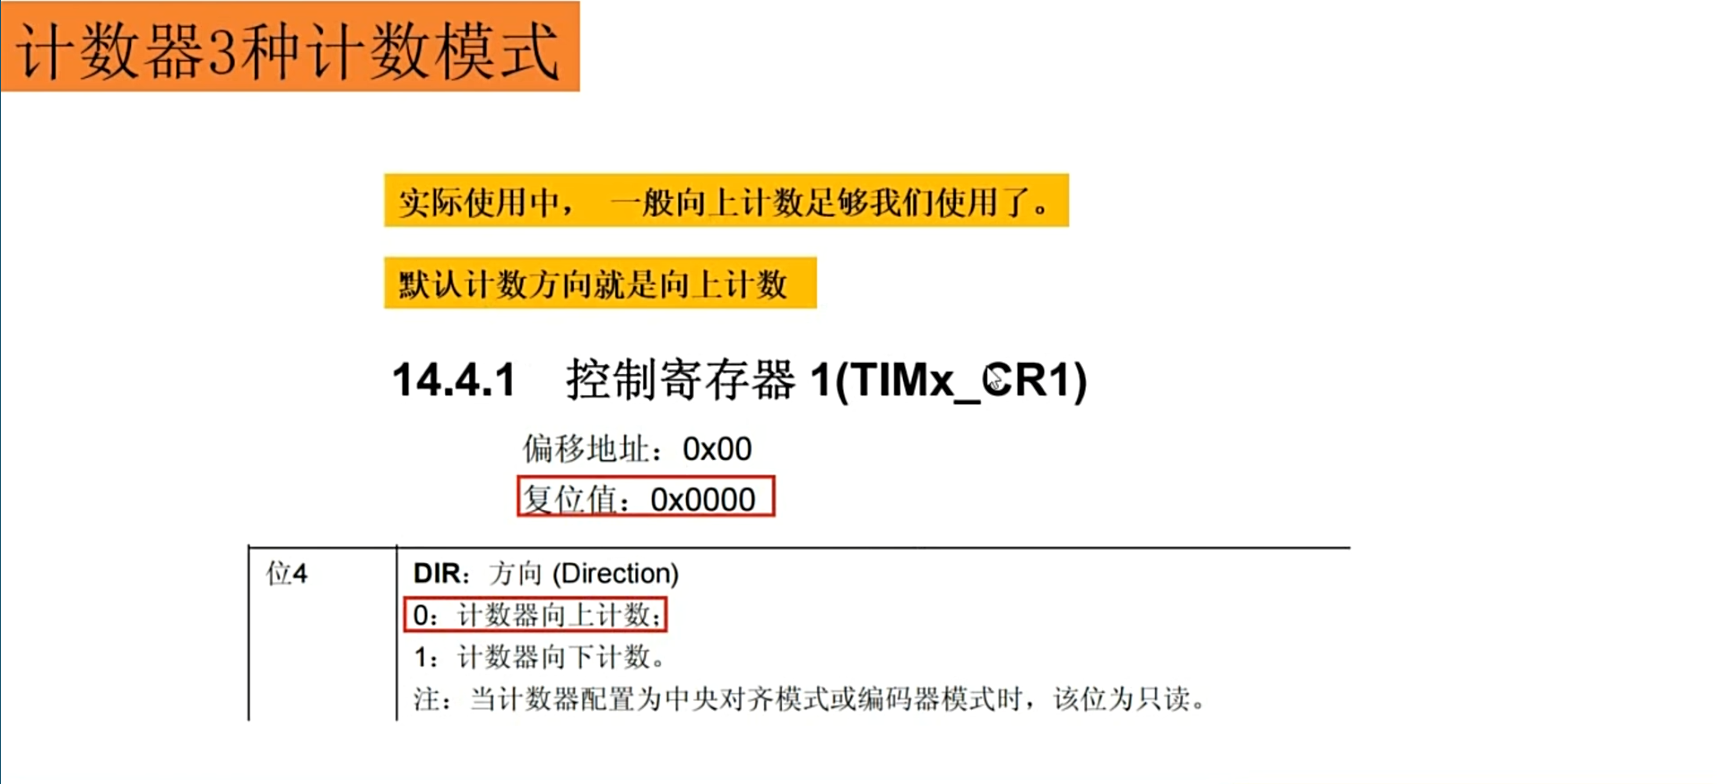 计数器3种计数模式
实际使用中， 一般向上计数足够我们使用了。
默认计数方向就是向上计数
14.4.1 控制寄存器 1(TIMx_CR1)
偏移地址：0x00
复位值：0x0000
位4 DIR：方向 (Direction)
0：计数器向上计数；
1：计数器向下计数。
注：当计数器配置为中央对齐模式或编码器模式时，该位为只读。